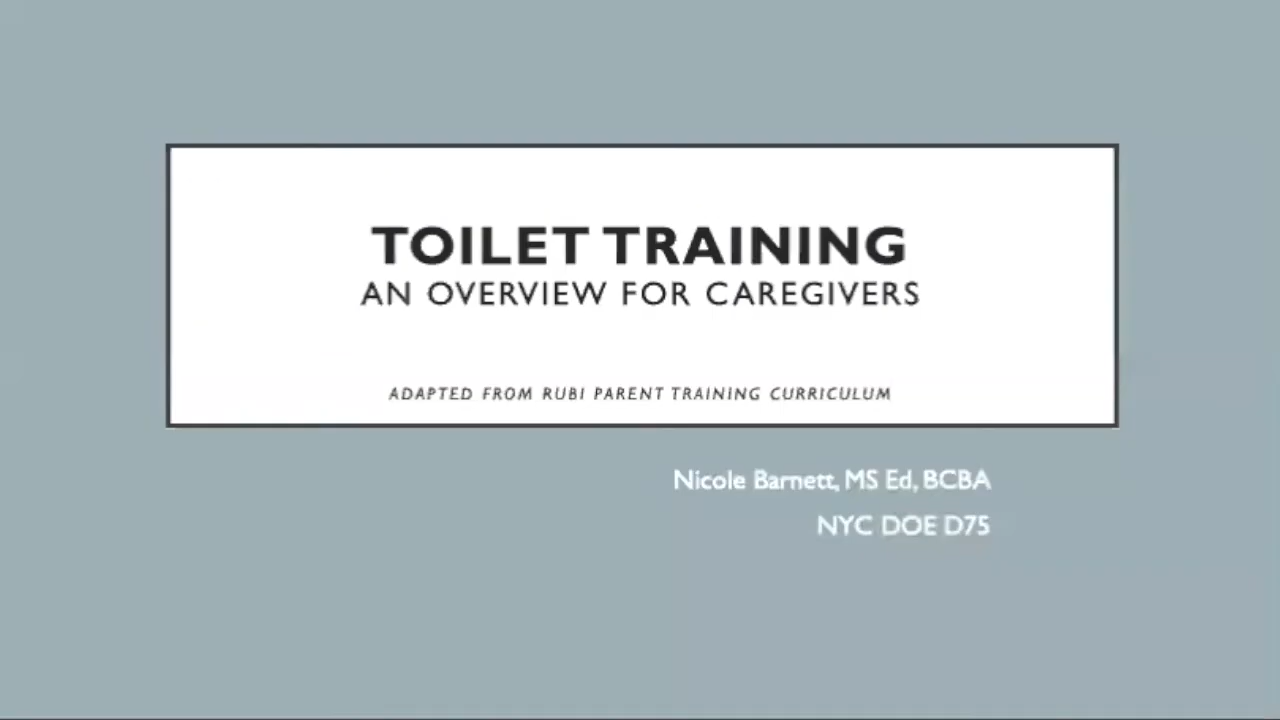 TOILET TRAINING
AN OVERVIEW FOR CAREGIVERS
ADAPTED FROM RUBI PARENT TRAINING CURRICULUM
Nicole Barnett, MS Ed, BCBA
NYC DOE D75